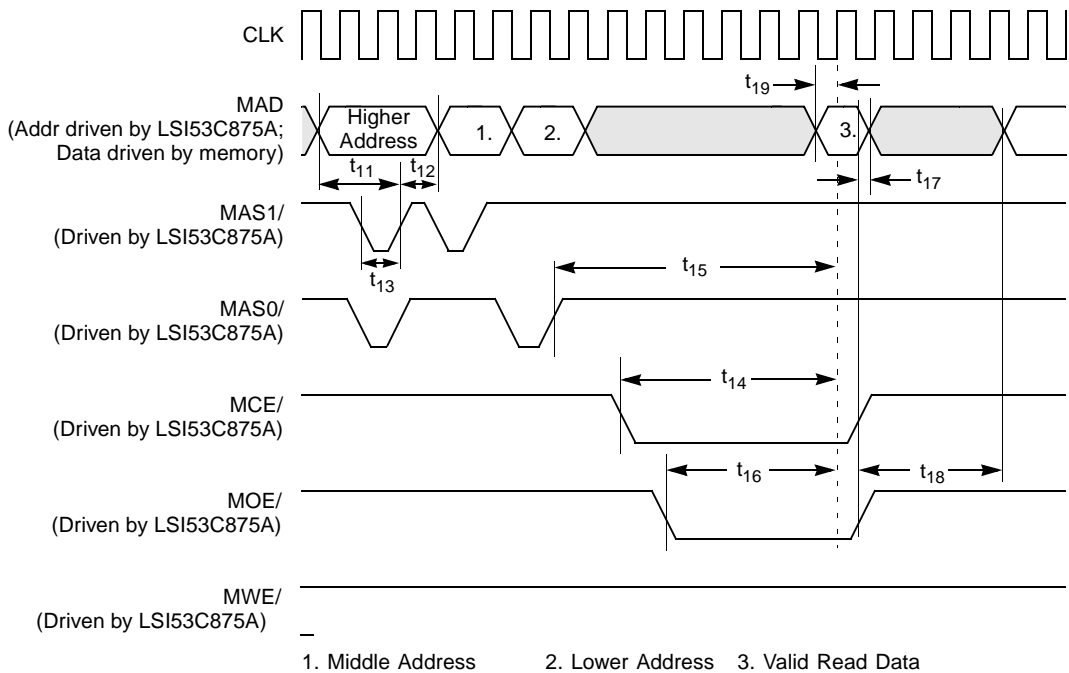 CLK
t19
MAD
(Addr driven by LSI53C875A;
Data driven by memory)
Higher
Address
1.
2.
3.
t11
t12
t17
MAS1/
(Driven by LSI53C875A)
t13
t15
MAS0/
(Driven by LSI53C875A)
t14
MCE/
(Driven by LSI53C875A)
t16
t18
MOE/
(Driven by LSI53C875A)
MWE/
(Driven by LSI53C875A)
1. Middle Address 2. Lower Address 3. Valid Read Data